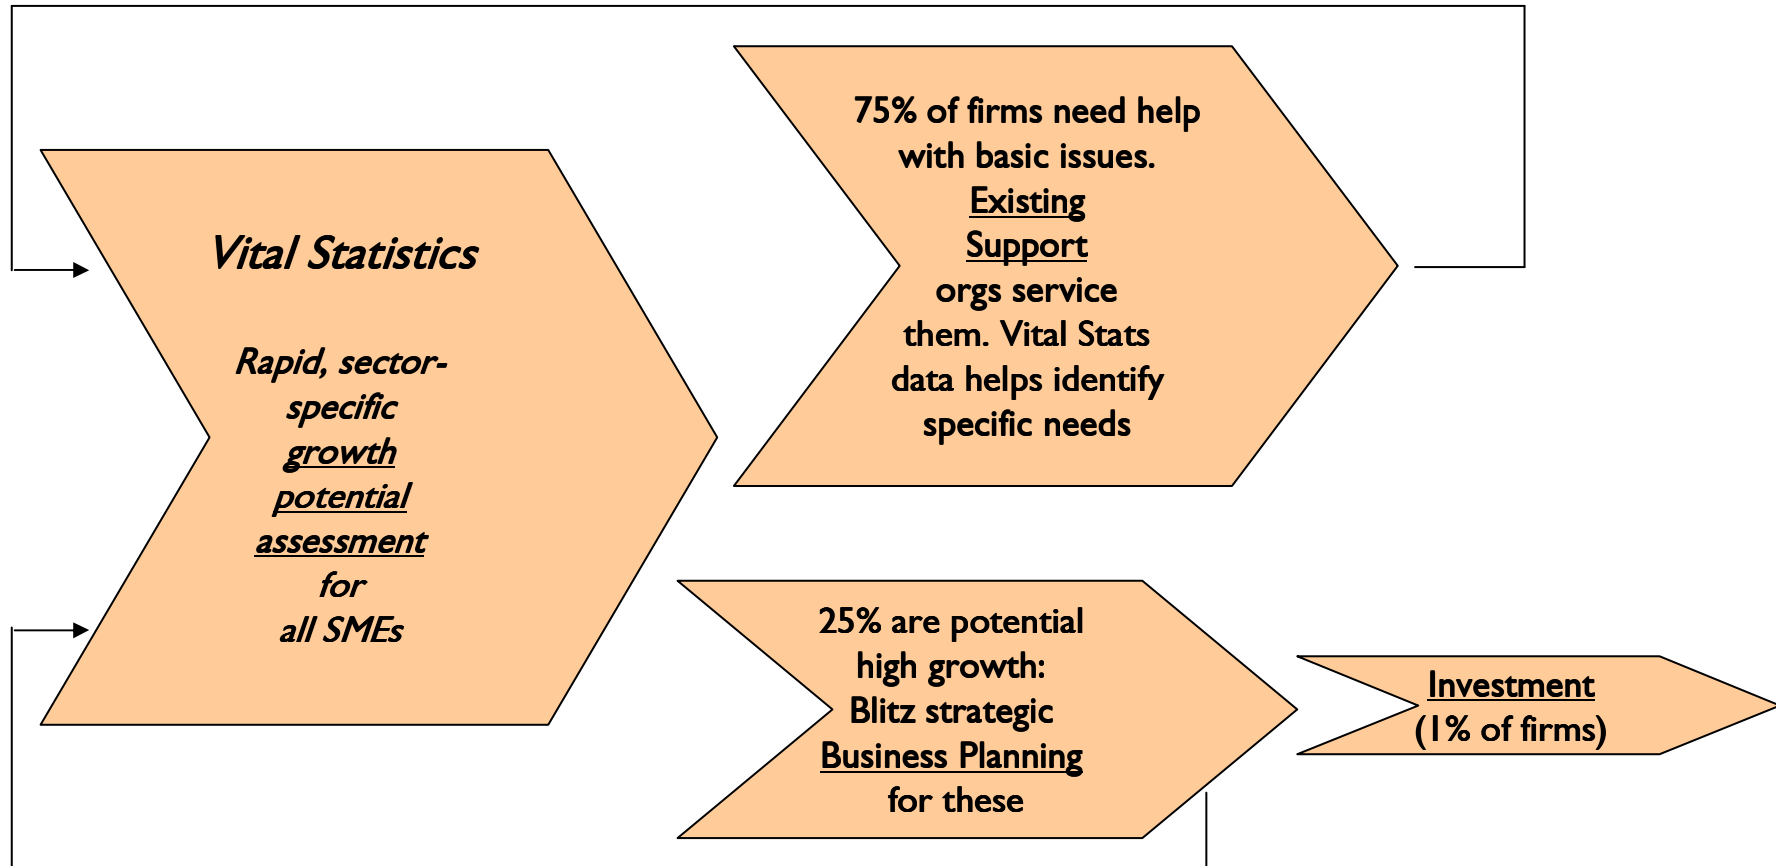 Vital Statistics
Rapid, sector-
specific
growth
potential
assessment
for
all SMEs
75% of firms need help
with basic issues.
Existing
Support
orgs service
them. Vital Stats
data helps identify
specific needs
25% are potential
high growth:
Blitz strategic
Business Planning
for these
Investment
(1% of firms)